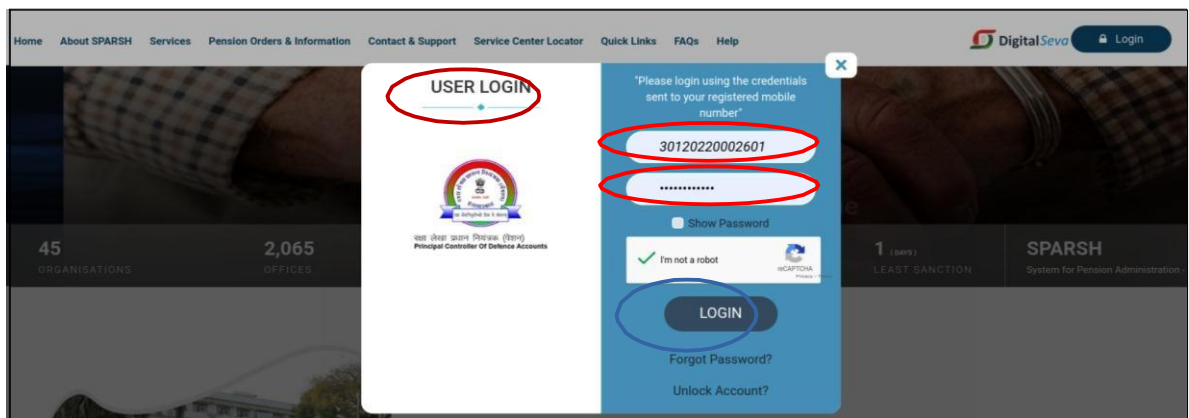 Home About SPARSH Services Pension Orders & Information Contact & Support Service Center Locator Quick Links FAQs Help DigitalSeva Login
USER LOGIN
रक्षा लेखा प्रधान नियंत्रक (पेंशन)
Principal Controller Of Defence Accounts
×
"Please login using the credentials
sent to your registered mobile
number"
30120220002601
••••••••••••
Show Password
I'm not a robot
reCAPTCHA
Privacy -
LOGIN
Forgot Password?
Unlock Account?
45
ORGANISATIONS
2,065
OFFICES
1 (DAYS)
LEAST SANCTION
SPARSH
System for Pension Administration -